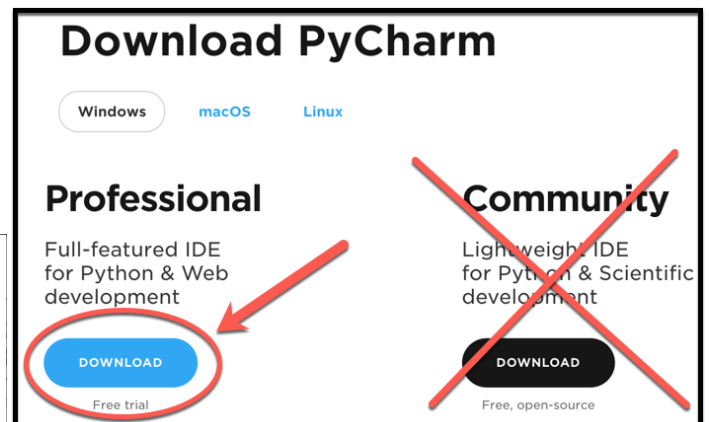 Download PyCharm
Windows macOS Linux
Professional
Full-featured IDE
for Python & Web
development
DOWNLOAD
Free trial
Community
Lightweight IDE
for Python & Scientific
development
DOWNLOAD
Free, open-source